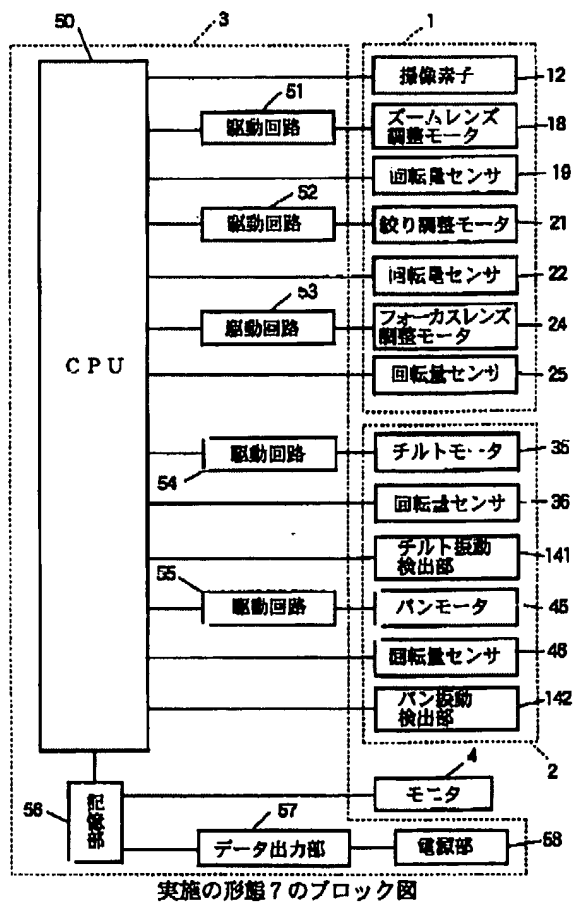 50
3
1
撮像素子
12
51
駆動回路
ズームレンズ
調整モータ
18
回転量センサ
19
52
駆動回路
絞り調整モータ
21
回転量センサ
22
53
駆動回路
フォーカスレンズ
調整モータ
24
CPU
回転量センサ
25
駆動回路
54
チルトモータ
35
回転量センサ
36
チルト振動
検出部
141
55
駆動回路
パンモータ
45
回転量センサ
46
パン振動
検出部
142
2
4
モニタ
56
記憶部
57
データ出力部
電源部
58
実施の形態7のブロック図